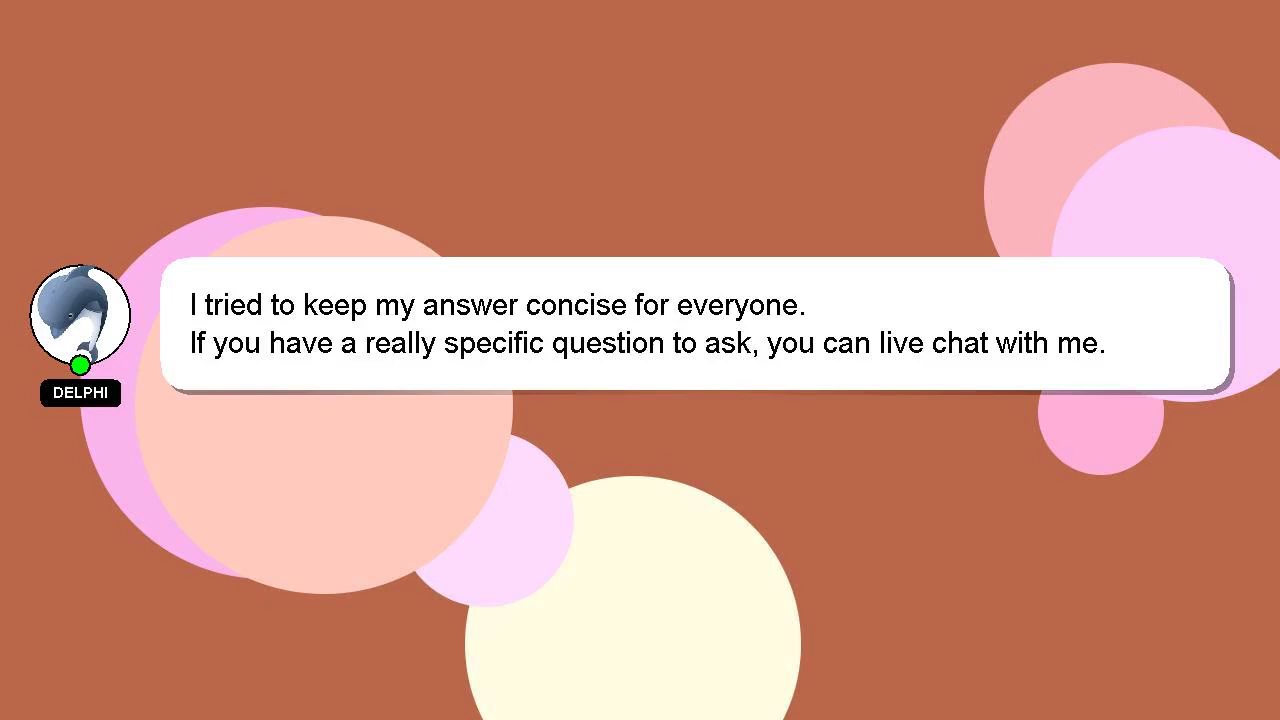 I tried to keep my answer concise for everyone.
If you have a really specific question to ask, you can live chat with me.
DELPHI